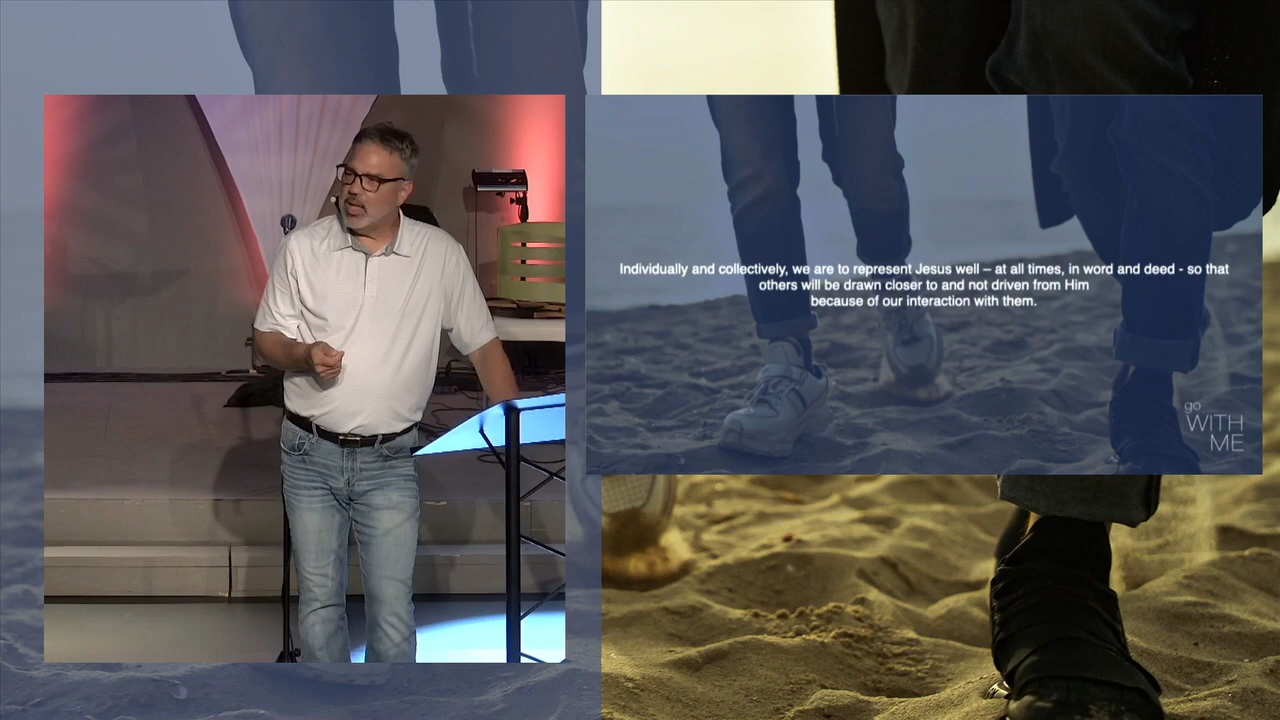 Individually and collectively, we are to represent Jesus well – at all times, in word and deed - so that
others will be drawn closer to and not driven from Him
because of our interaction with them.
go
WITH
ME